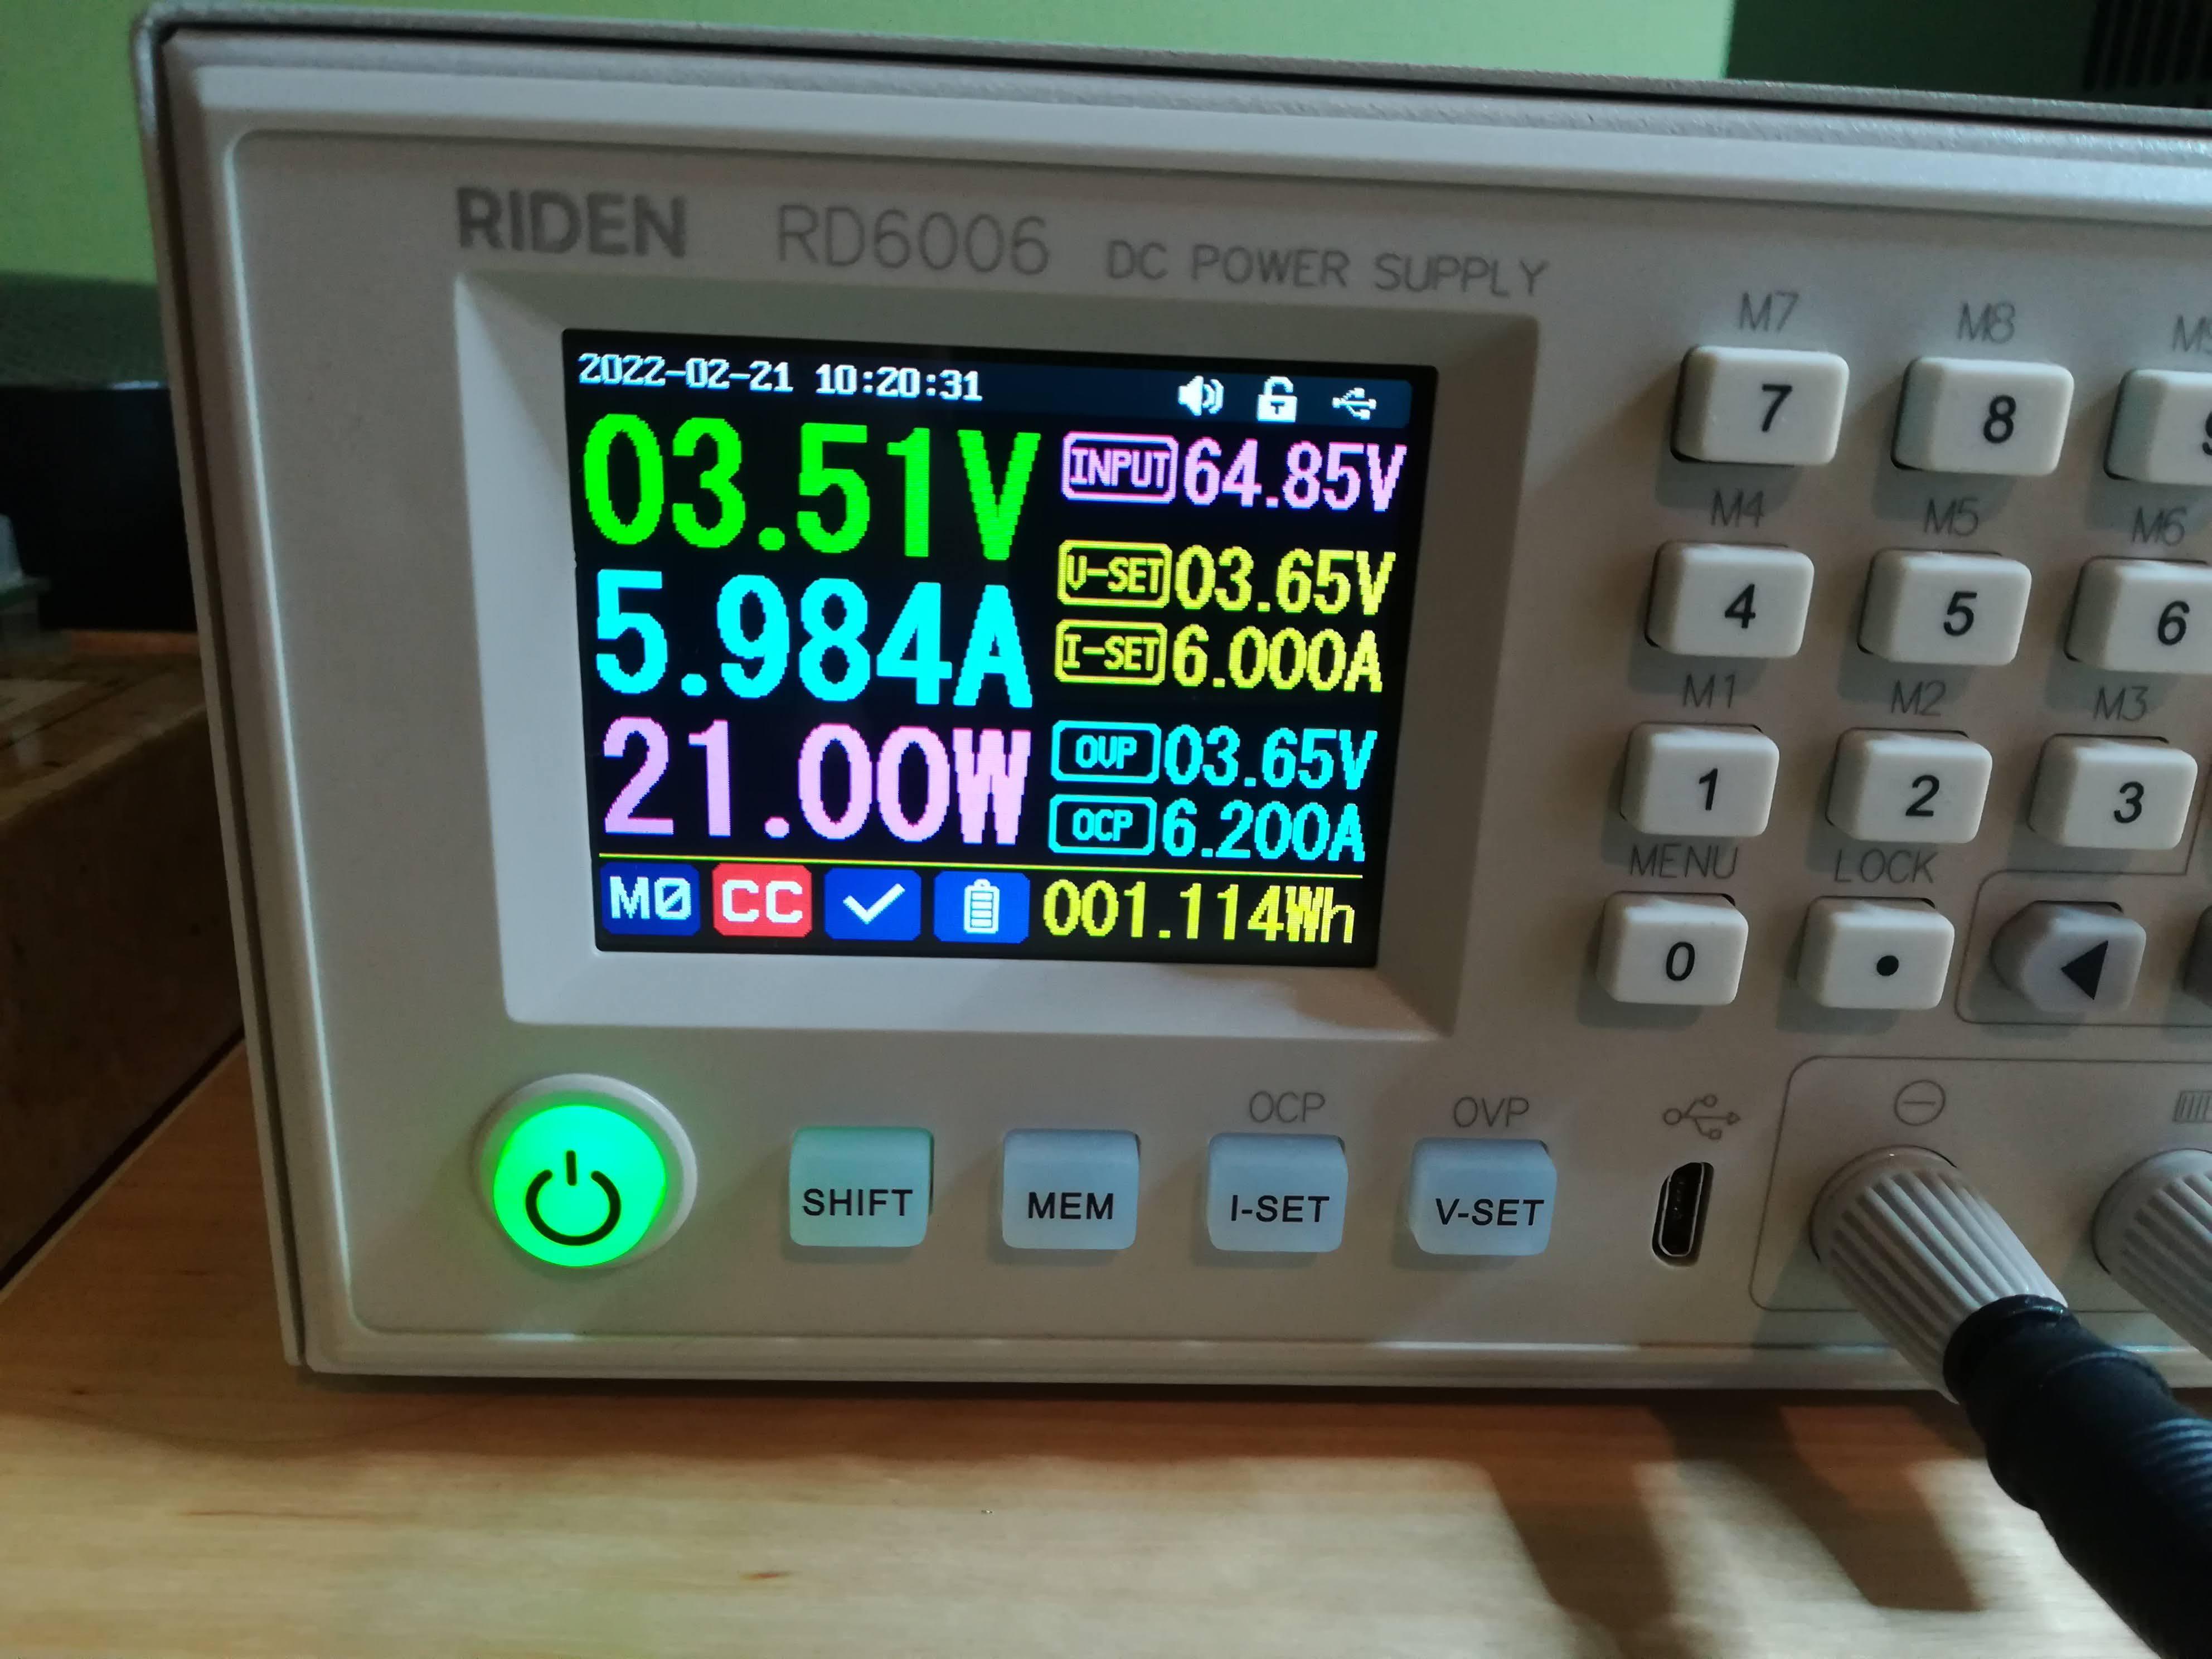 RIDEN RD6006 DC POWER SUPPLY
2022-02-21 10:20:31
03.51V
5.984A
21.00W
INPUT 64.85V
V-SET 03.65V
I-SET 6.000A
OVP 03.65V
OCP 6.200A
M0 CC 001.114Wh
M7 M8
7 8
M4 M5 M6
4 5 6
M1 M2 M3
1 2 3
MENU LOCK
0 •
OCP OVP
SHIFT MEM I-SET V-SET